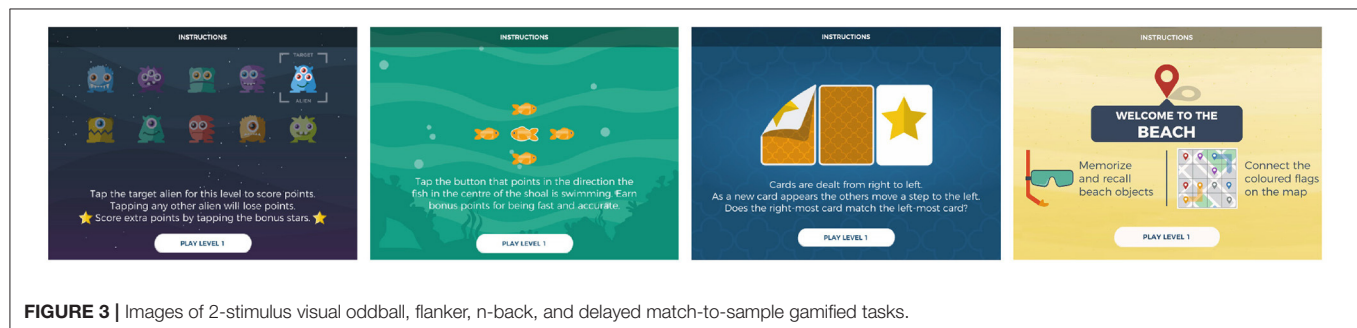 INSTRUCTIONS
TARGET
ALIEN
Tap the target alien for this level to score points.
Tapping any other alien will lose points.
Score extra points by tapping the bonus stars.
PLAY LEVEL 1
INSTRUCTIONS
Tap the button that points in the direction the
fish in the centre of the shoal is swimming. Earn
bonus points for being fast and accurate.
PLAY LEVEL 1
INSTRUCTIONS
Cards are dealt from right to left.
As a new card appears the others move a step to the left.
Does the right-most card match the left-most card?
PLAY LEVEL 1
INSTRUCTIONS
WELCOME TO THE
BEACH
Memorize
and recall
beach objects
Connect the
coloured flags
on the map
PLAY LEVEL 1
FIGURE 3 | Images of 2-stimulus visual oddball, flanker, n-back, and delayed match-to-sample gamified tasks.